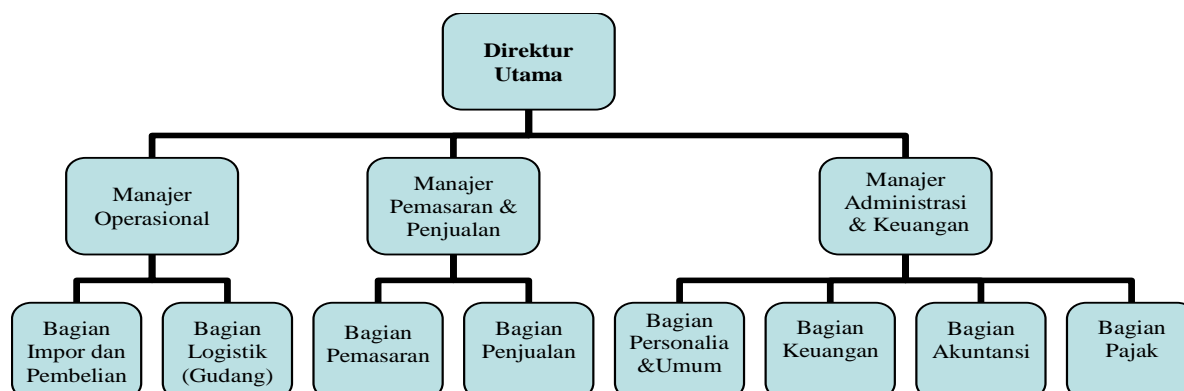 Direktur
Utama
Manajer
Operasional
Manajer
Pemasaran &
Penjualan
Manajer
Administrasi
& Keuangan
Bagian
Impor dan
Pembelian
Bagian
Logistik
(Gudang)
Bagian
Pemasaran
Bagian
Penjualan
Bagian
Personalia
&Umum
Bagian
Keuangan
Bagian
Akuntansi
Bagian
Pajak